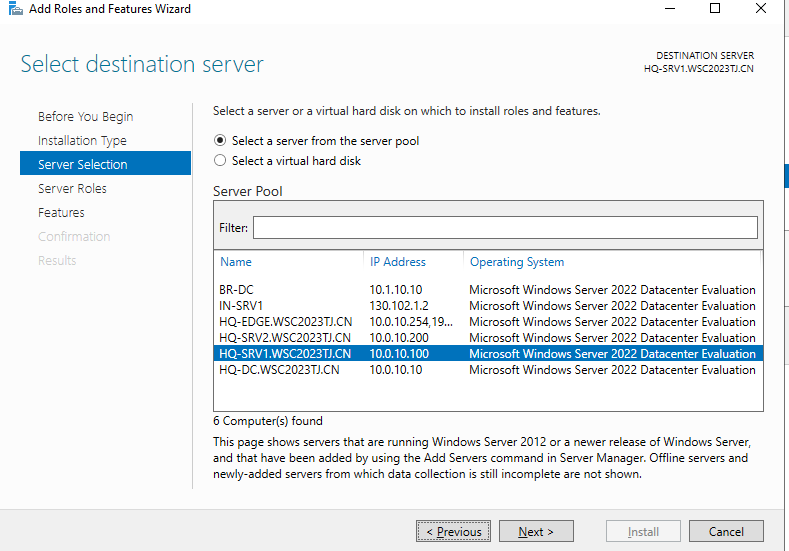 Add Roles and Features Wizard
Select destination server
DESTINATION SERVER
HQ-SRV1.WSC2023TJ.CN
Before You Begin
Installation Type
Server Selection
Server Roles
Features
Confirmation
Results
Select a server or a virtual hard disk on which to install roles and features.
Select a server from the server pool
Select a virtual hard disk
Server Pool
Filter:
Name IP Address Operating System
BR-DC 10.1.10.10 Microsoft Windows Server 2022 Datacenter Evaluation
IN-SRV1 130.102.1.2 Microsoft Windows Server 2022 Datacenter Evaluation
HQ-EDGE.WSC2023TJ.CN 10.0.10.254,19... Microsoft Windows Server 2022 Datacenter Evaluation
HQ-SRV2.WSC2023TJ.CN 10.0.10.200 Microsoft Windows Server 2022 Datacenter Evaluation
HQ-SRV1.WSC2023TJ.CN 10.0.10.100 Microsoft Windows Server 2022 Datacenter Evaluation
HQ-DC.WSC2023TJ.CN 10.0.10.10 Microsoft Windows Server 2022 Datacenter Evaluation
6 Computer(s) found
This page shows servers that are running Windows Server 2012 or a newer release of Windows Server,
and that have been added by using the Add Servers command in Server Manager. Offline servers and
newly-added servers from which data collection is still incomplete are not shown.
< Previous Next > Install Cancel